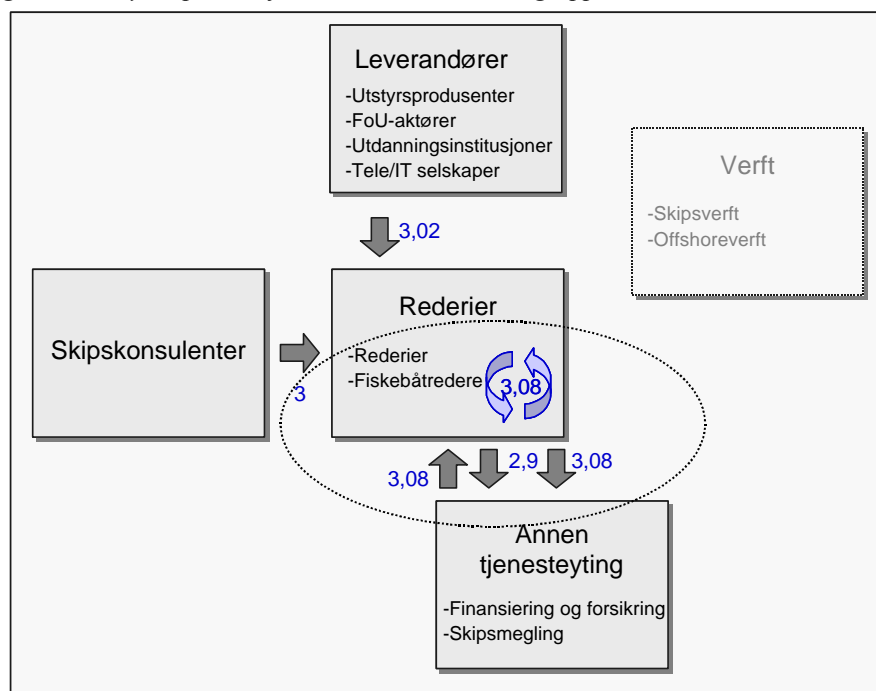 Leverandører
-Utstyrsprodusenter
-FoU-aktører
-Utdanningsinstitusjoner
-Tele/IT selskaper
Verft
-Skipsverft
-Offshoreverft
3,02
Skipskonsulenter
3
Rederier
-Rederier
-Fiskebåtredere
3,08
3,08
2,9
3,08
Annen
tjenesteyting
-Finansiering og forsikring
-Skipsmegling